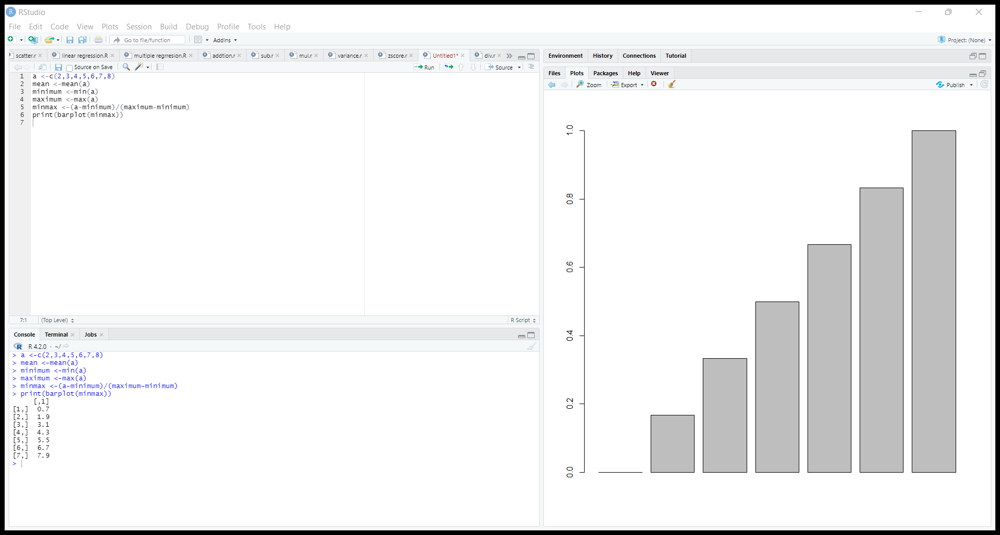 RStudio
File Edit Code View Plots Session Build Debug Profile Tools Help
Go to file/function Addins Project: (None)
scatter.r linear regression.R multiple regrresion.R addtion.r sub.r mul.r variance.r zscore.r Untitled1* div.r
Source on Save Run Source
1 a <-c(2,3,4,5,6,7,8)
2 mean <-mean(a)
3 minimum <-min(a)
4 maximum <-max(a)
5 minmax <-(a-minimum)/(maximum-minimum)
6 print(barplot(minmax))
7
7:1 (Top Level) R Script
Console Terminal Jobs
R 4.2.0 · ~/
> a <-c(2,3,4,5,6,7,8)
> mean <-mean(a)
> minimum <-min(a)
> maximum <-max(a)
> minmax <-(a-minimum)/(maximum-minimum)
> print(barplot(minmax))
[,1]
[1,] 0.7
[2,] 1.9
[3,] 3.1
[4,] 4.3
[5,] 5.5
[6,] 6.7
[7,] 7.9
>
Environment History Connections Tutorial
Files Plots Packages Help Viewer
Zoom Export Publish
1.0
0.8
0.6
0.4
0.2
0.0